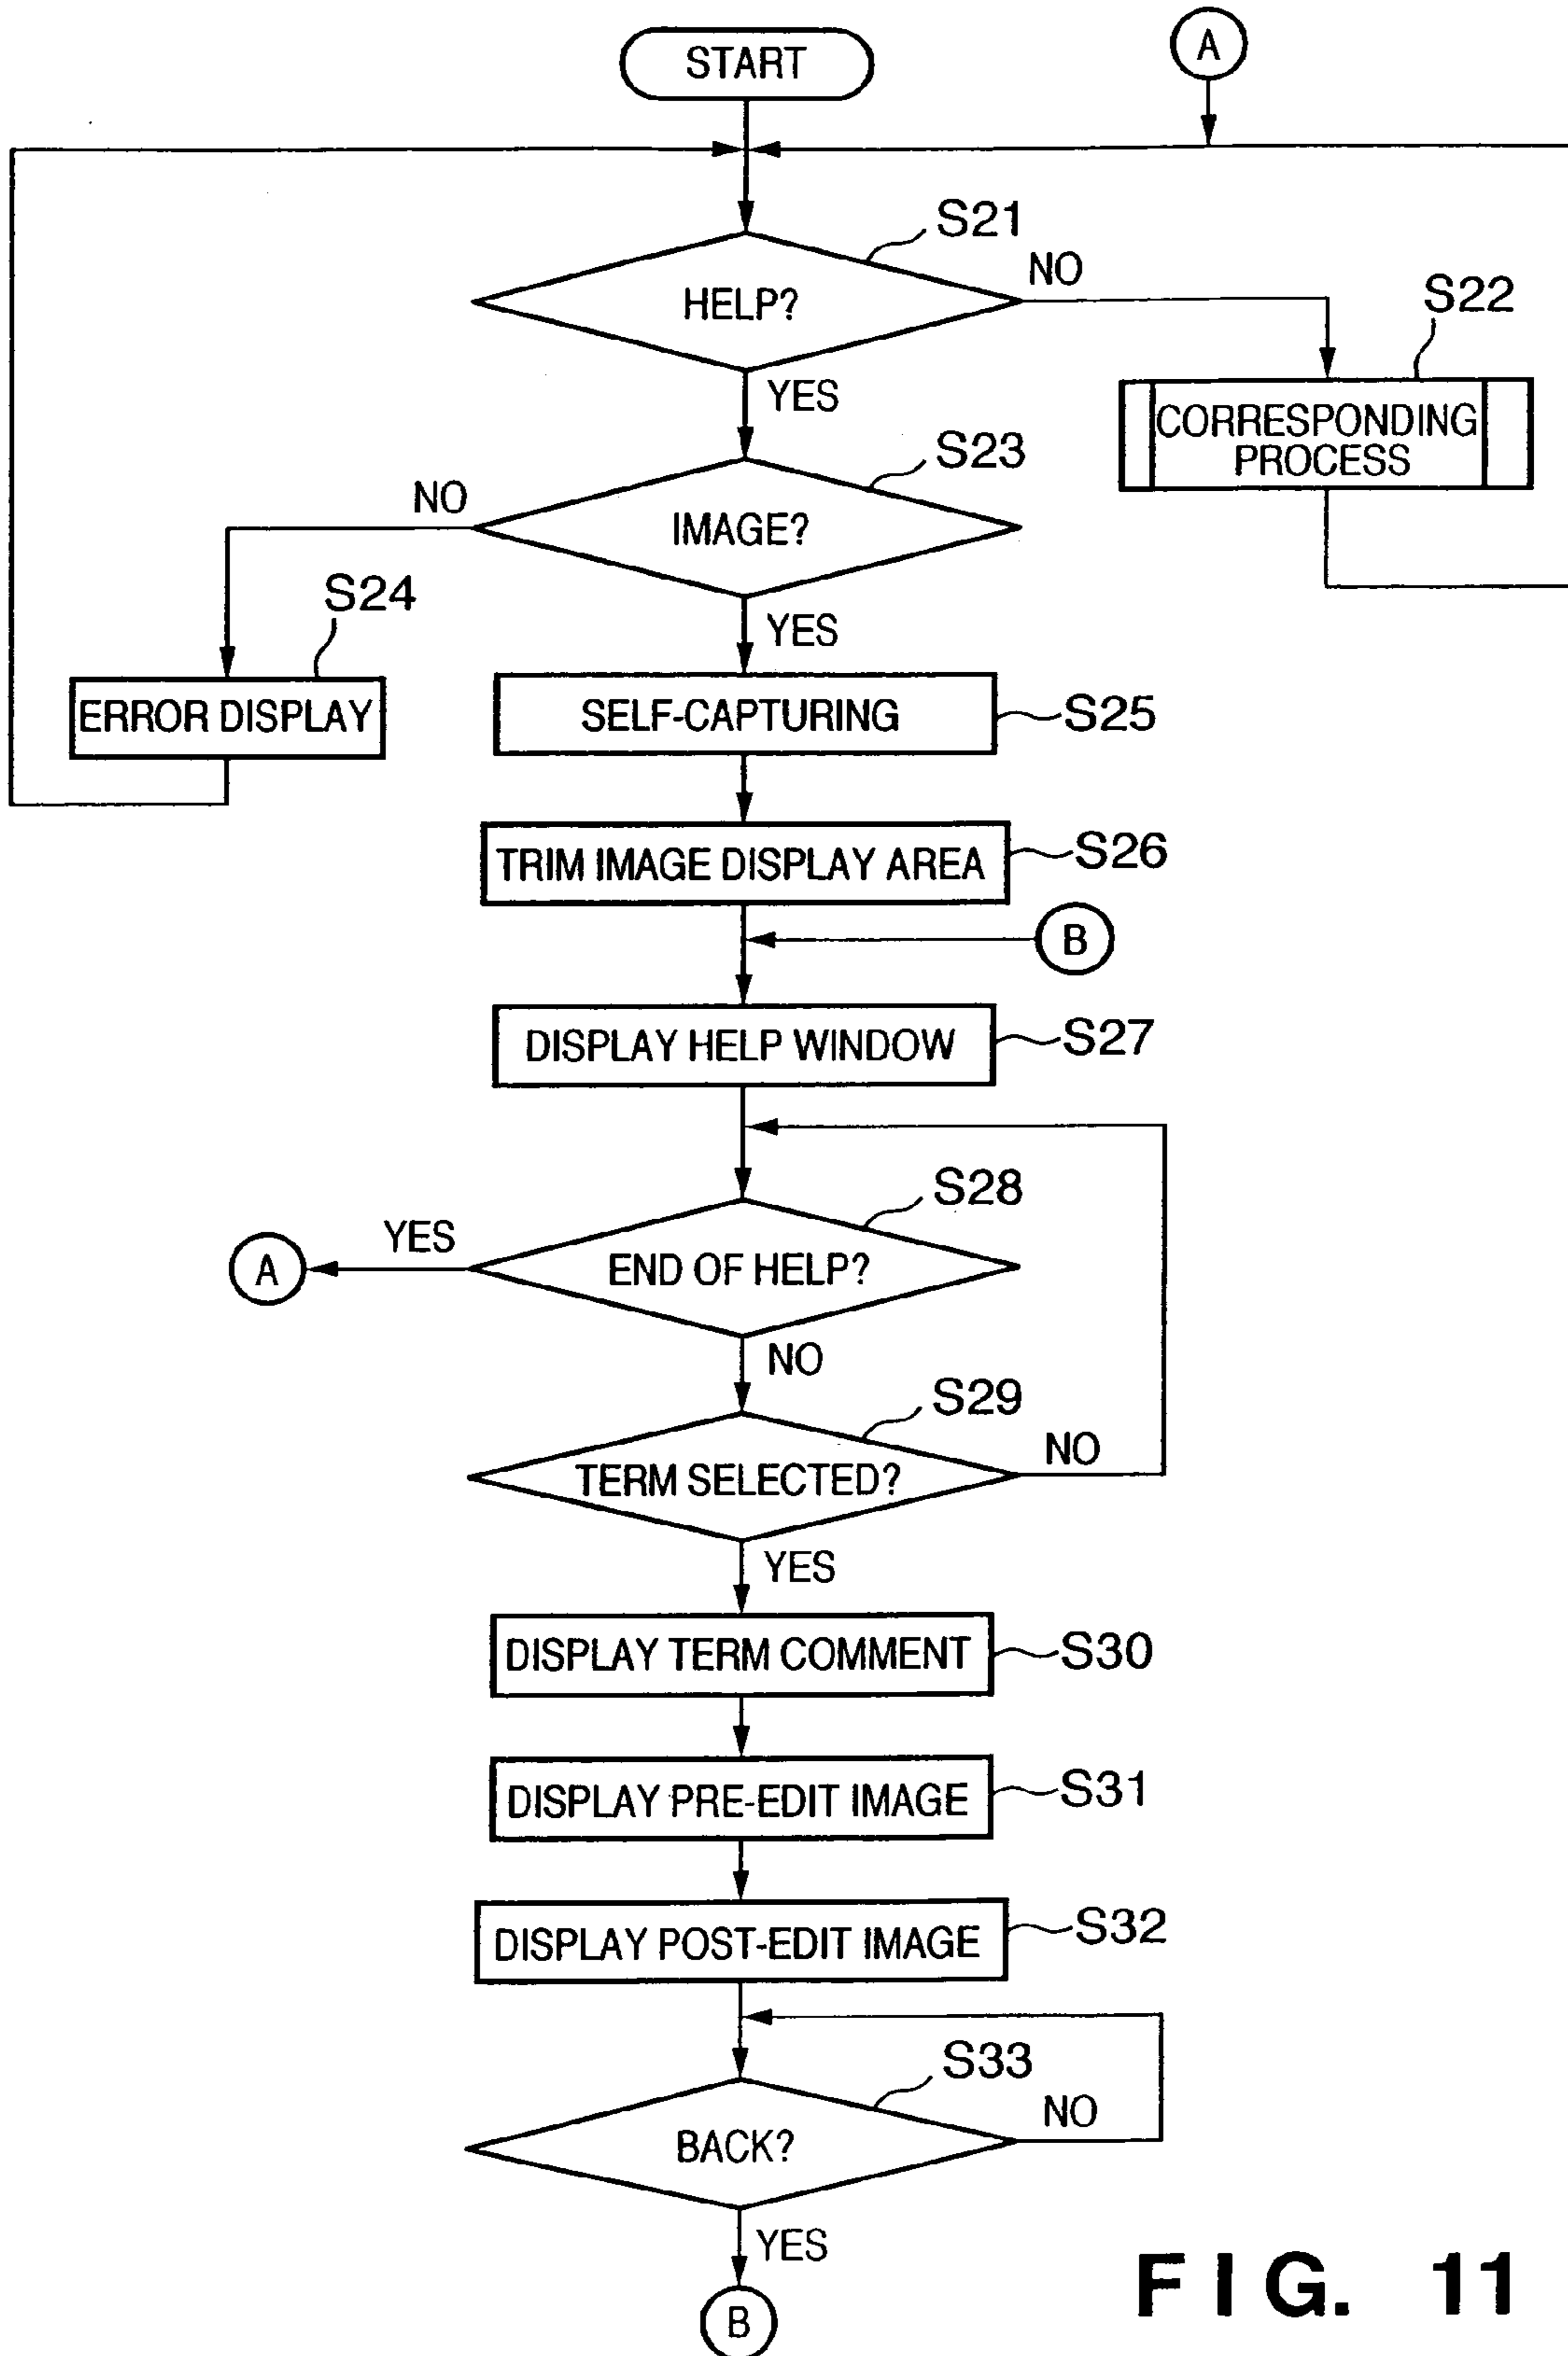 START
A
S21
HELP?
NO
S22
CORRESPONDING
PROCESS
YES
S23
IMAGE?
NO
S24
ERROR DISPLAY
YES
SELF-CAPTURING
S25
TRIM IMAGE DISPLAY AREA
S26
B
DISPLAY HELP WINDOW
S27
S28
END OF HELP?
YES
A
NO
S29
TERM SELECTED?
NO
YES
DISPLAY TERM COMMENT
S30
DISPLAY PRE-EDIT IMAGE
S31
DISPLAY POST-EDIT IMAGE
S32
S33
BACK?
NO
YES
B
FIG. 11